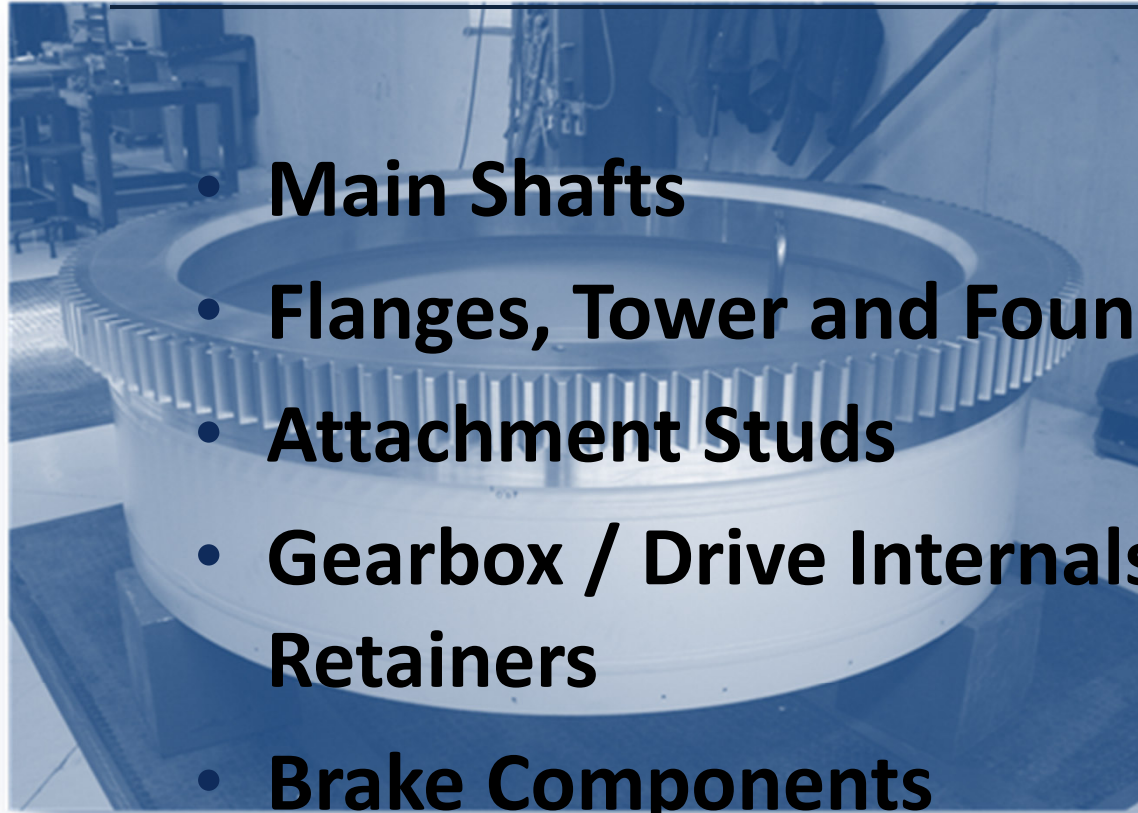 • Main Shafts
• Flanges, Tower and Foun
• Attachment Studs
• Gearbox / Drive Internals
Retainers
• Brake Components